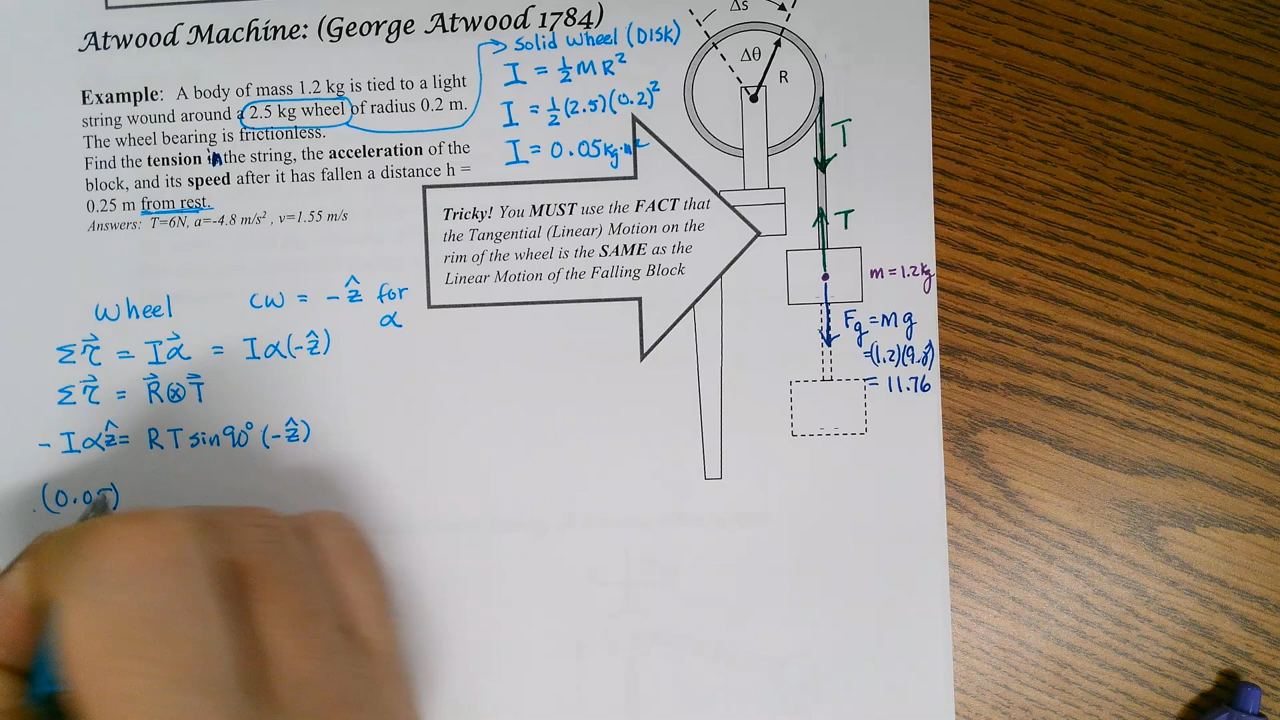 Atwood Machine: (George Atwood 1784)
Example: A body of mass 1.2 kg is tied to a light
string wound around a 2.5 kg wheel of radius 0.2 m.
The wheel bearing is frictionless.
Find the tension in the string, the acceleration of the
block, and its speed after it has fallen a distance h =
0.25 m from rest.
Answers: T=6N, a=-4.8 m/s², v=1.55 m/s
Solid Wheel (DISK)
I = ½MR²
I = ½(2.5)(0.2)²
I = 0.05 kg·m²
Tricky! You MUST use the FACT that
the Tangential (Linear) Motion on the
rim of the wheel is the SAME as the
Linear Motion of the Falling Block
Δs
Δθ
R
T
T
m = 1.2kg
Fg = mg
=(1.2)(9.8)
= 11.76
Wheel
CW = -ẑ for
α
Στ⃗ = Iα⃗ = Iα(-ẑ)
Στ⃗ = R⃗⊗T⃗
-Iαẑ = RT sin90° (-ẑ)
(0.05)